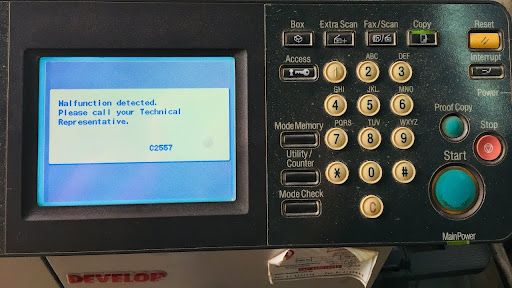 Malfunction detected.
Please call your Technical
Representative.
C2557
Box
Extra Scan
Fax/Scan
Copy
Reset
Access
Interrupt
Power
ABC
DEF
1
2
3
GHI
JKL
MNO
4
5
6
Proof Copy
Stop
Mode Memory
PQRS
TUV
WXYZ
7
8
9
Utility/
Counter
Start
Mode Check
*
0
#
C
Main Power
DEVELOP